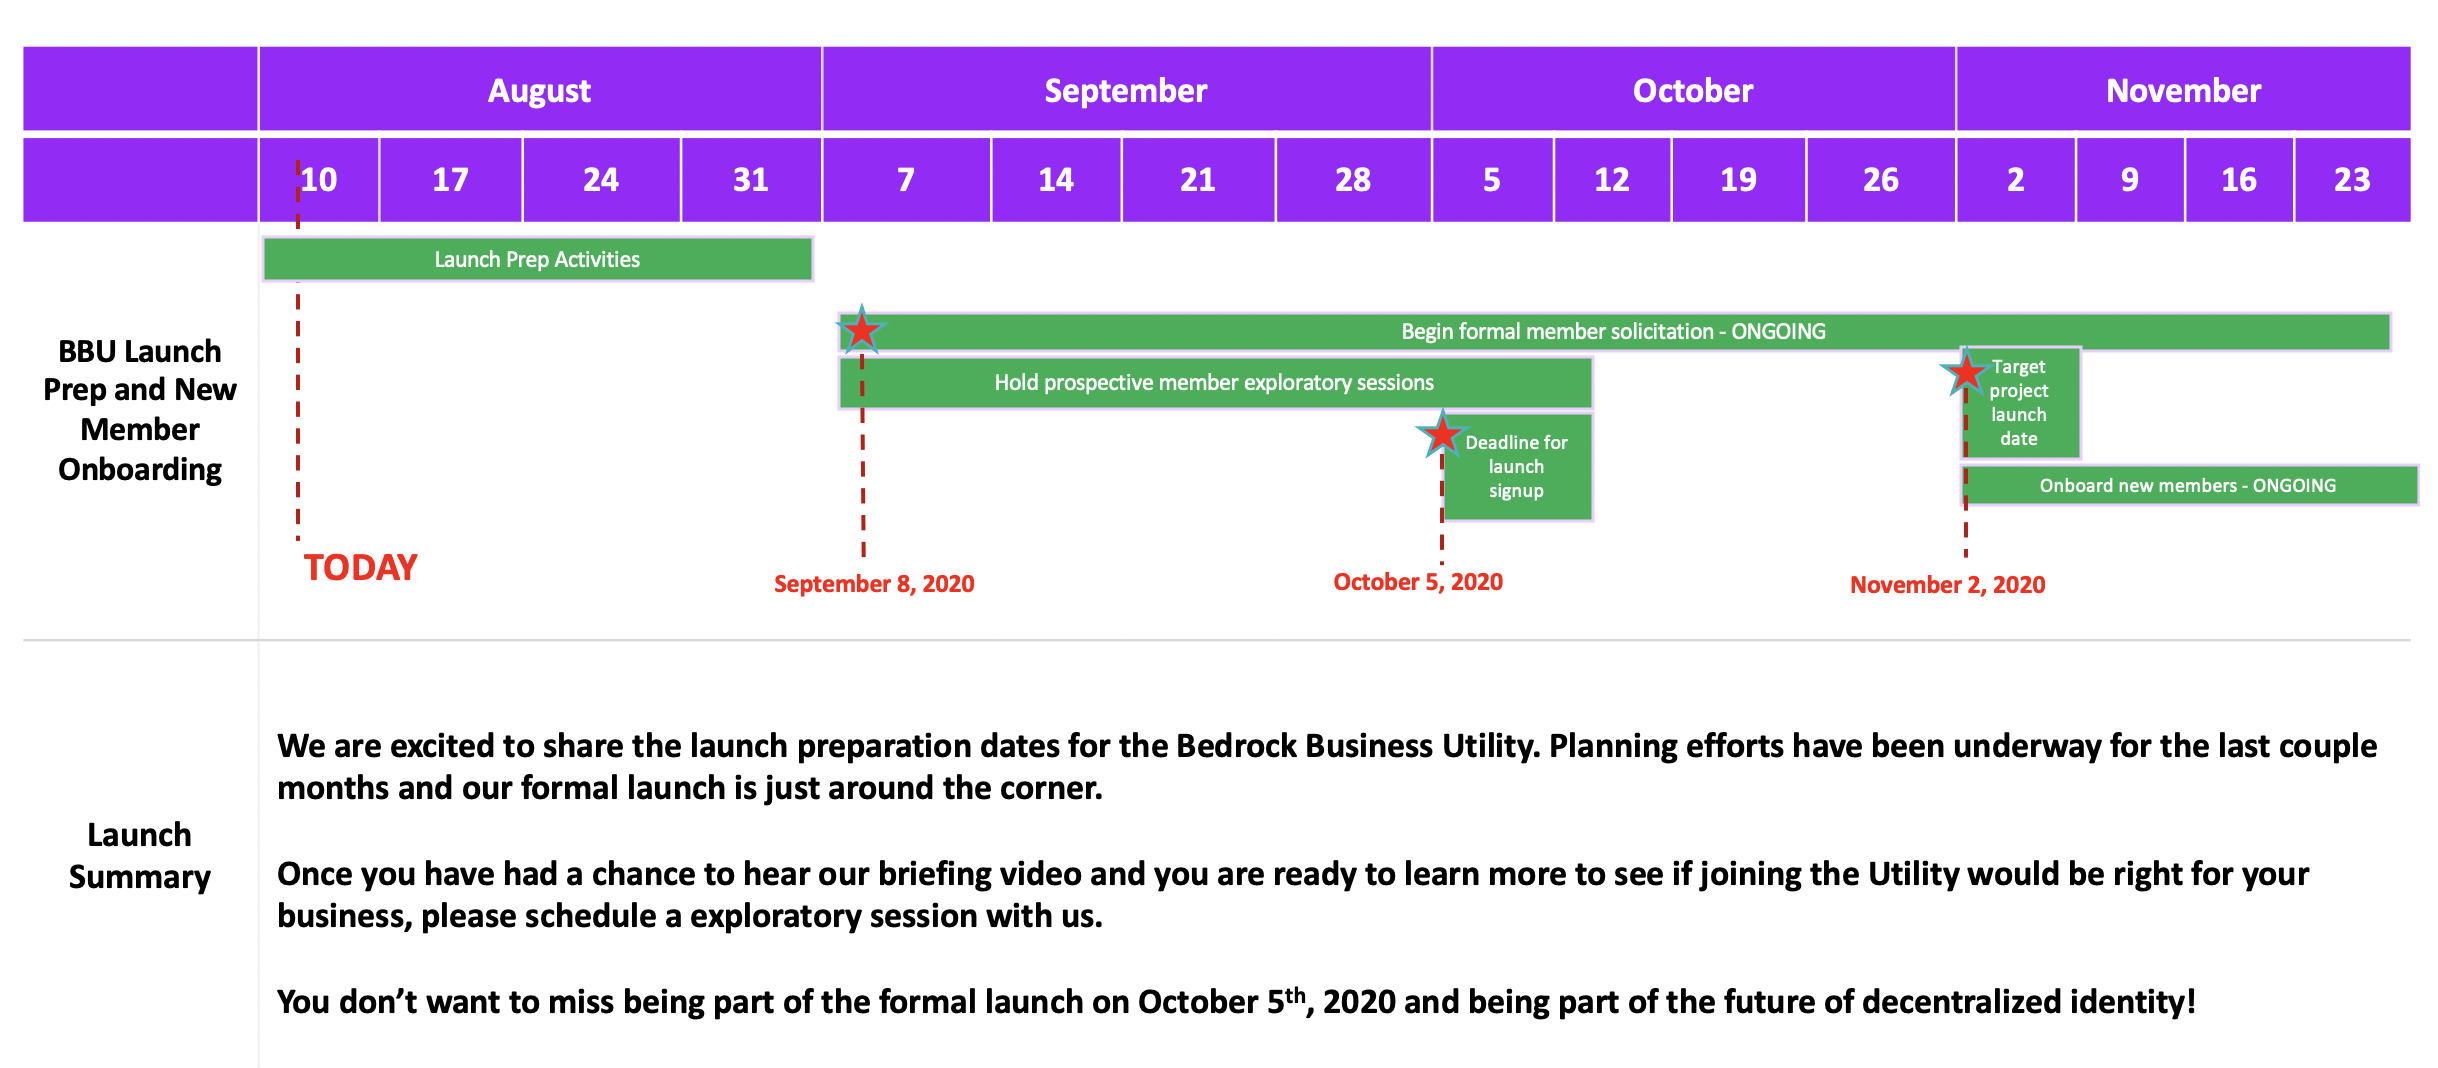 August September October November
10 17 24 31 7 14 21 28 5 12 19 26 2 9 16 23
Launch Prep Activities
BBU Launch
Prep and New
Member
Onboarding
Begin formal member solicitation - ONGOING
Hold prospective member exploratory sessions
Target
project
launch
date
Deadline for
launch
signup
Onboard new members - ONGOING
TODAY
September 8, 2020
October 5, 2020
November 2, 2020
Launch
Summary
We are excited to share the launch preparation dates for the Bedrock Business Utility. Planning efforts have been underway for the last couple
months and our formal launch is just around the corner.
Once you have had a chance to hear our briefing video and you are ready to learn more to see if joining the Utility would be right for your
business, please schedule a exploratory session with us.
You don’t want to miss being part of the formal launch on October 5th, 2020 and being part of the future of decentralized identity!